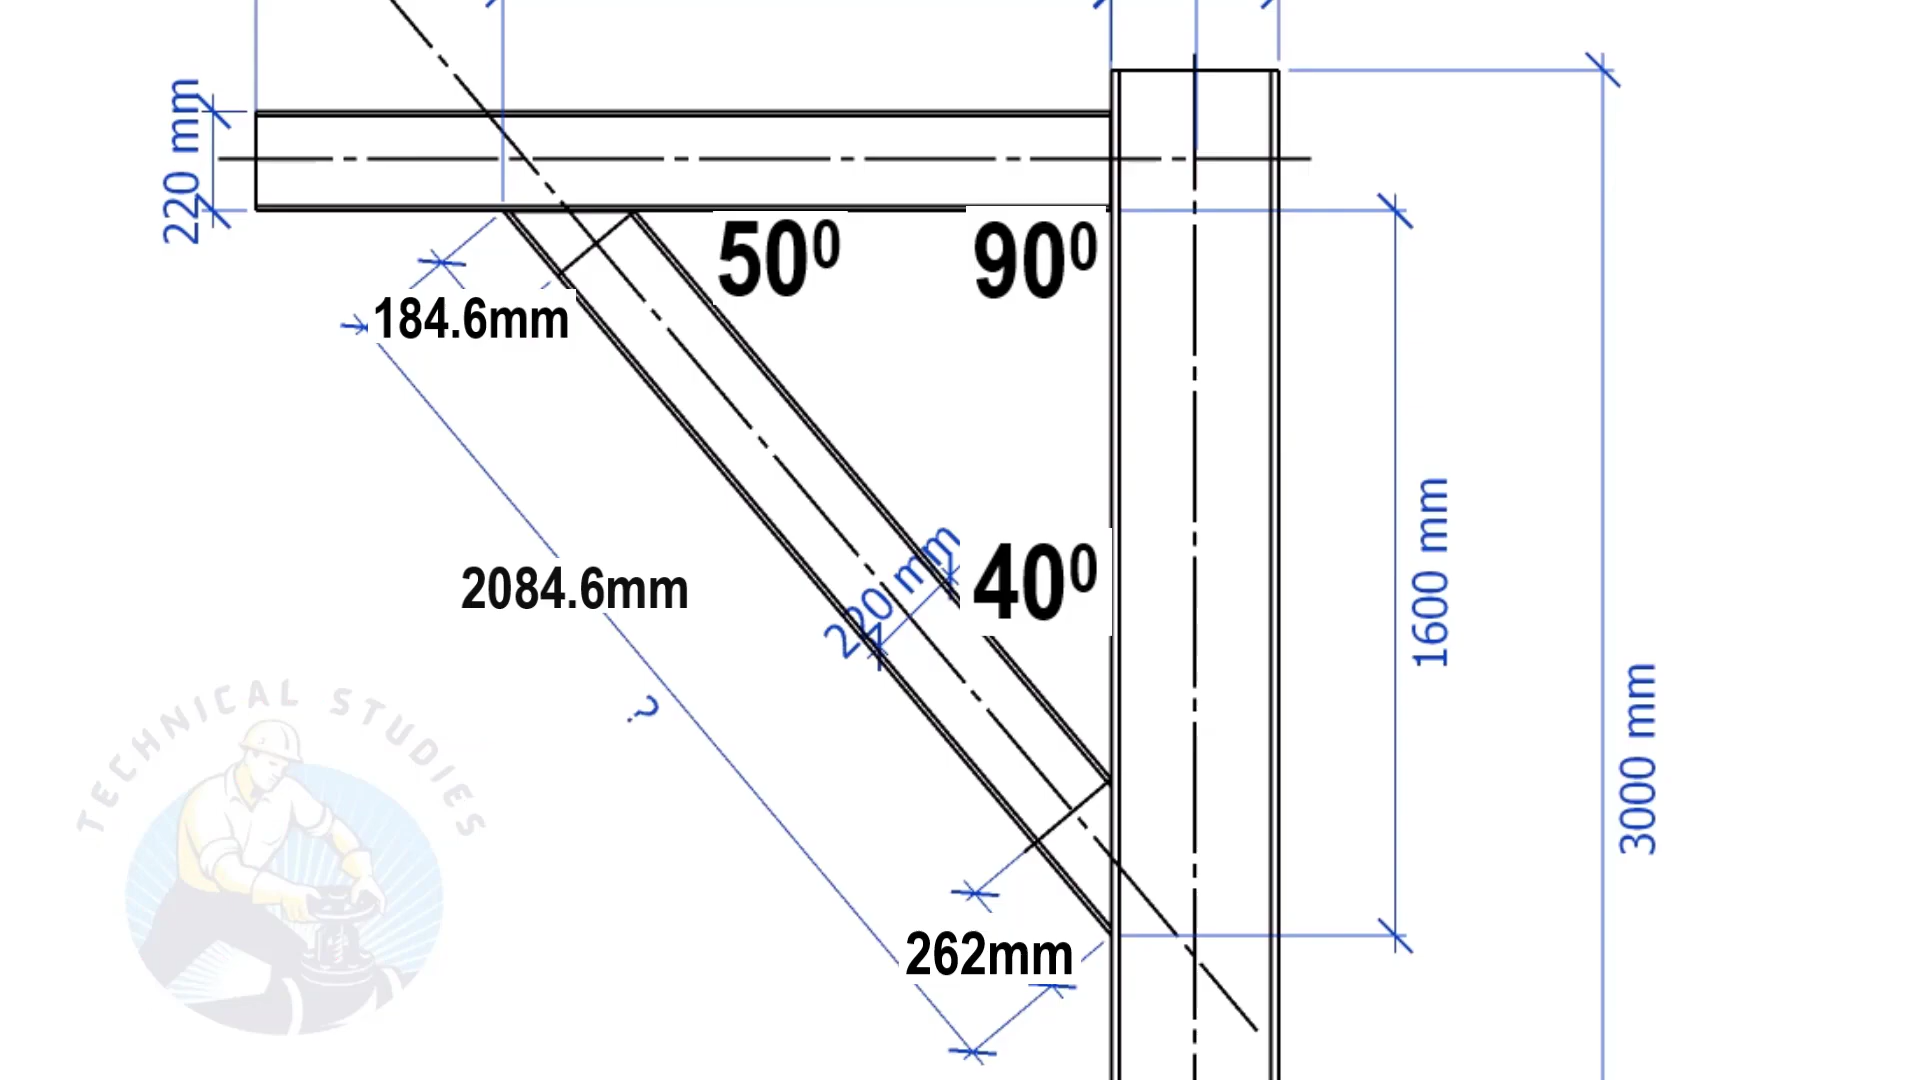 220 mm
50⁰
90⁰
184.6mm
2084.6mm
220 mm
40⁰
1600 mm
3000 mm
?
262mm
TECHNICAL STUDIES